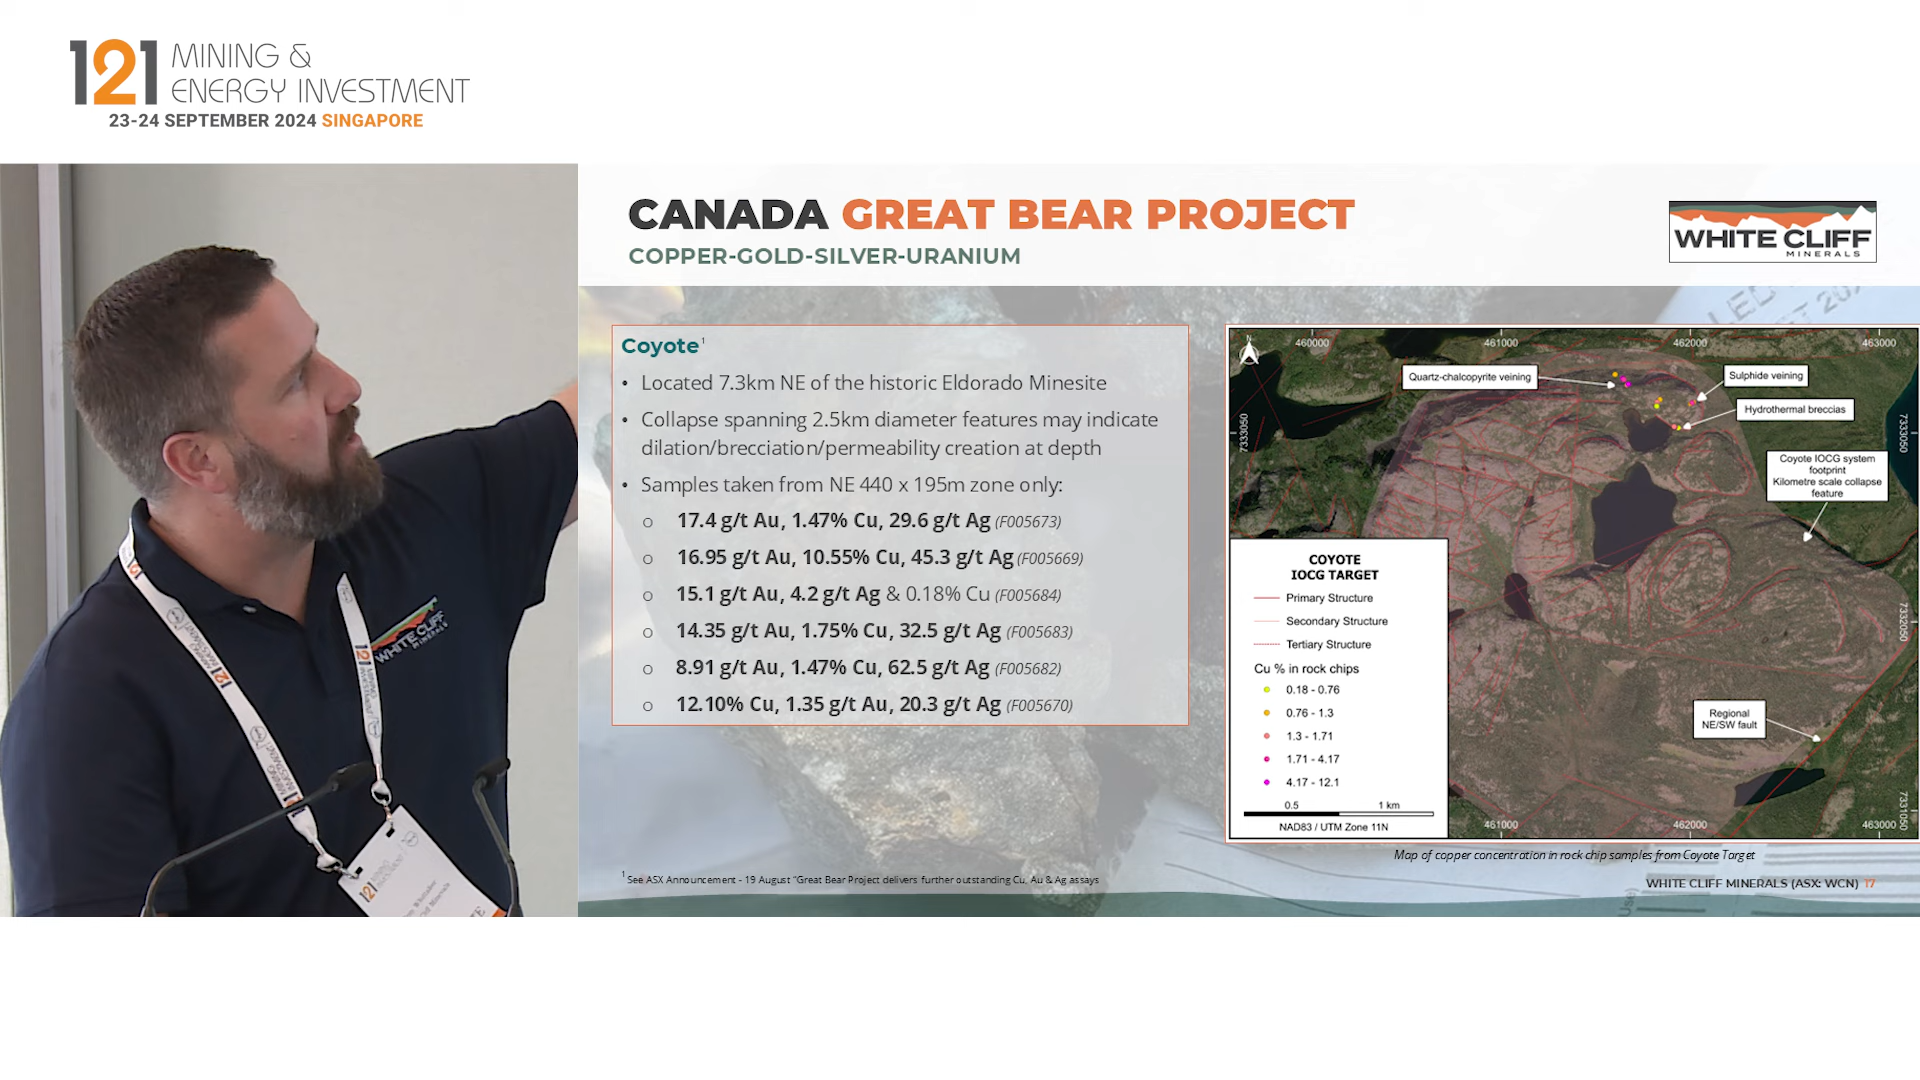 121 MINING &
ENERGY INVESTMENT
23-24 SEPTEMBER 2024 SINGAPORE
CANADA GREAT BEAR PROJECT
COPPER-GOLD-SILVER-URANIUM
WHITE CLIFF
MINERALS
Coyote¹
• Located 7.3km NE of the historic Eldorado Minesite
• Collapse spanning 2.5km diameter features may indicate
dilation/brecciation/permeability creation at depth
• Samples taken from NE 440 x 195m zone only:
o 17.4 g/t Au, 1.47% Cu, 29.6 g/t Ag (F005673)
o 16.95 g/t Au, 10.55% Cu, 45.3 g/t Ag (F005669)
o 15.1 g/t Au, 4.2 g/t Ag & 0.18% Cu (F005684)
o 14.35 g/t Au, 1.75% Cu, 32.5 g/t Ag (F005683)
o 8.91 g/t Au, 1.47% Cu, 62.5 g/t Ag (F005682)
o 12.10% Cu, 1.35 g/t Au, 20.3 g/t Ag (F005670)
N
460000 461000 462000 463000
Quartz-chalcopyrite veining
Sulphide veining
Hydrothermal breccias
7333050
7333050
Coyote IOCG system
footprint
Kilometre scale collapse
feature
COYOTE
IOCG TARGET
Primary Structure
Secondary Structure
Tertiary Structure
Cu % in rock chips
0.18 - 0.76
0.76 - 1.3
1.3 - 1.71
1.71 - 4.17
4.17 - 12.1
0.5 1 km
NAD83 / UTM Zone 11N
7332050
Regional
NE/SW fault
7331050
461000 462000 463000
Map of copper concentration in rock chip samples from Coyote Target
¹ See ASX Announcement - 19 August "Great Bear Project delivers further outstanding Cu, Au & Ag assays
WHITE CLIFF MINERALS (ASX: WCN) 17
WHITE CLIFF
MINERALS
121
121